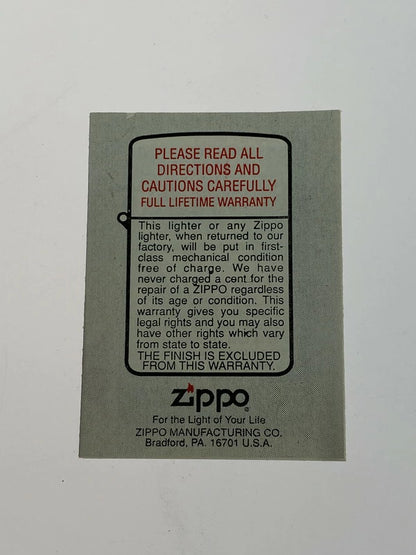 PLEASE READ ALL
DIRECTIONS AND
CAUTIONS CAREFULLY
FULL LIFETIME WARRANTY
This lighter or any Zippo
lighter, when returned to our
factory, will be put in first-
class mechanical condition
free of charge. We have
never charged a cent for the
repair of a ZIPPO regardless
of its age or condition. This
warranty gives you specific
legal rights and you may also
have other rights which vary
from state to state.
THE FINISH IS EXCLUDED
FROM THIS WARRANTY.
zippo®
For the Light of Your Life
ZIPPO MANUFACTURING CO.
Bradford, PA. 16701 U.S.A.